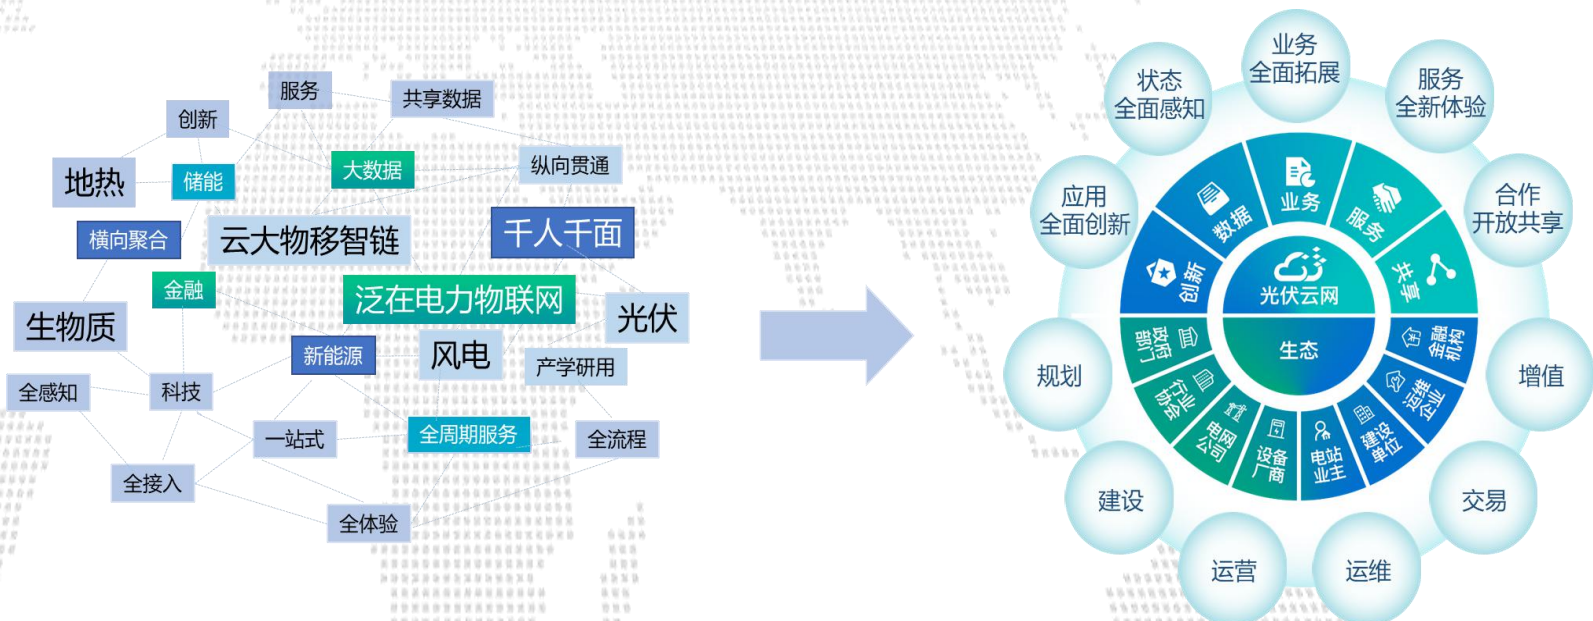 服务
共享数据
创新
大数据
纵向贯通
地热
储能
千人千面
横向聚合
云大物移智链
金融
泛在电力物联网
生物质
光伏
新能源
风电
产学研用
全感知
科技
一站式
全周期服务
全流程
全接入
全体验
业务
全面拓展
状态
全面感知
服务
全新体验
应用
全面创新
合作
开放共享
规划
增值
建设
交易
运营
运维
创新
数据
业务
服务
共享
光伏云网
生态
政府
部门
行业
协会
电网
公司
设备
厂商
电站
业主
建设
单位
运维
企业
金融
机构